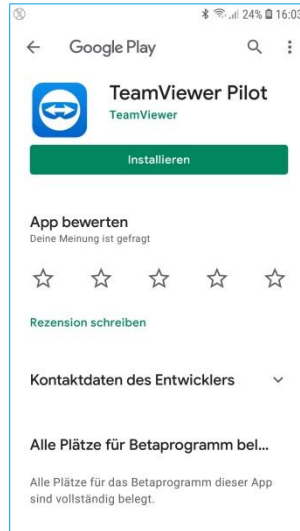 24% 16:03
Google Play
TeamViewer Pilot
TeamViewer
Installieren
App bewerten
Deine Meinung ist gefragt
Rezension schreiben
Kontaktdaten des Entwicklers
Alle Plätze für Betaprogramm bel...
Alle Plätze für das Betaprogramm dieser App
sind vollständig belegt.